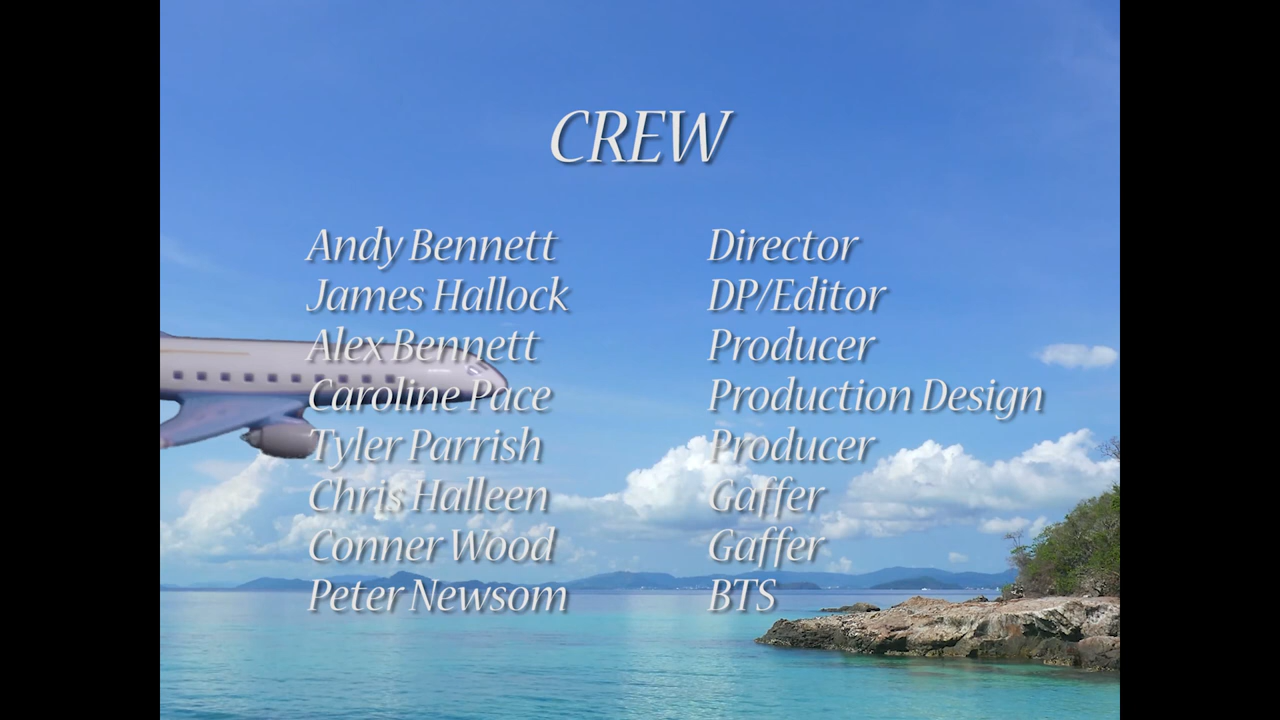 CREW
Andy Bennett Director
James Hallock DP/Editor
Alex Bennett Producer
Caroline Pace Production Design
Tyler Parrish Producer
Chris Halleen Gaffer
Conner Wood Gaffer
Peter Newsom BTS